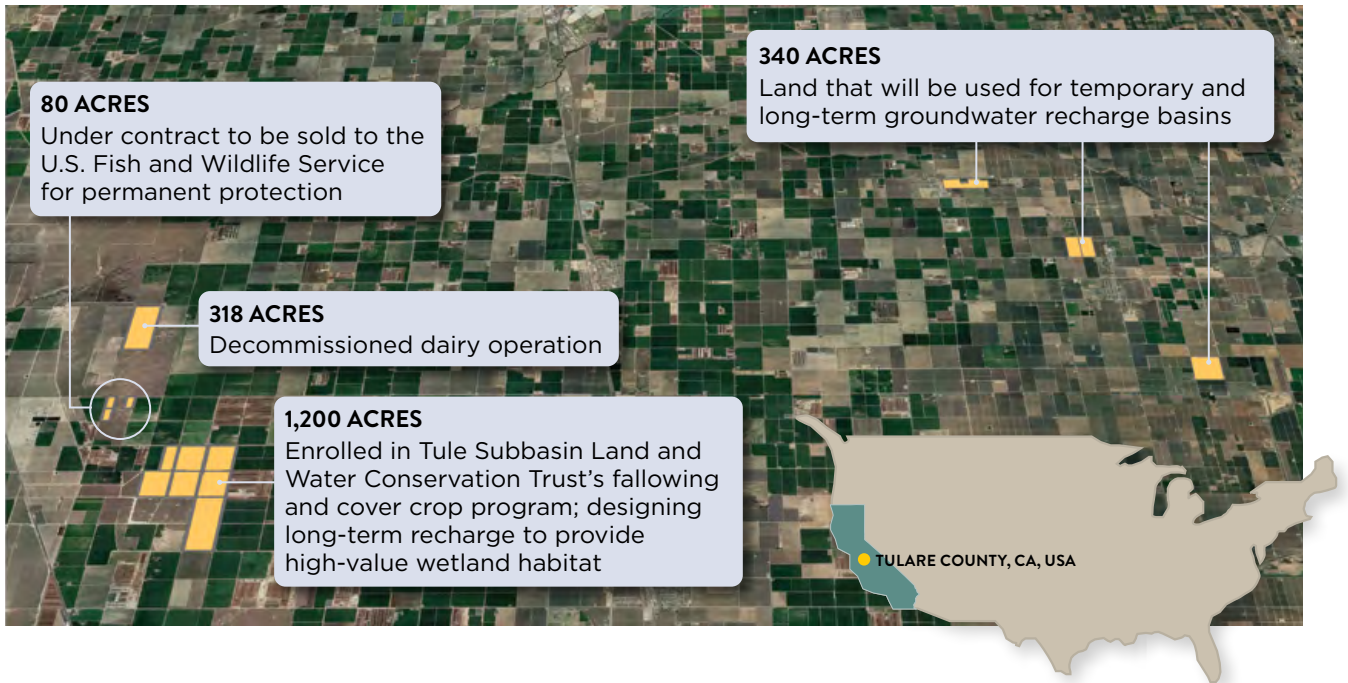 80 ACRES
Under contract to be sold to the
U.S. Fish and Wildlife Service
for permanent protection
340 ACRES
Land that will be used for temporary and
long-term groundwater recharge basins
318 ACRES
Decommissioned dairy operation
1,200 ACRES
Enrolled in Tule Subbasin Land and
Water Conservation Trust’s fallowing
and cover crop program; designing
long-term recharge to provide
high-value wetland habitat
TULARE COUNTY, CA, USA